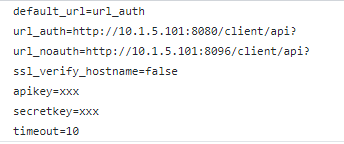 default_url=url_auth
url_auth=http://10.1.5.101:8080/client/api?
url_noauth=http://10.1.5.101:8096/client/api?
ssl_verify_hostname=false
apikey=xxx
secretkey=xxx
timeout=10